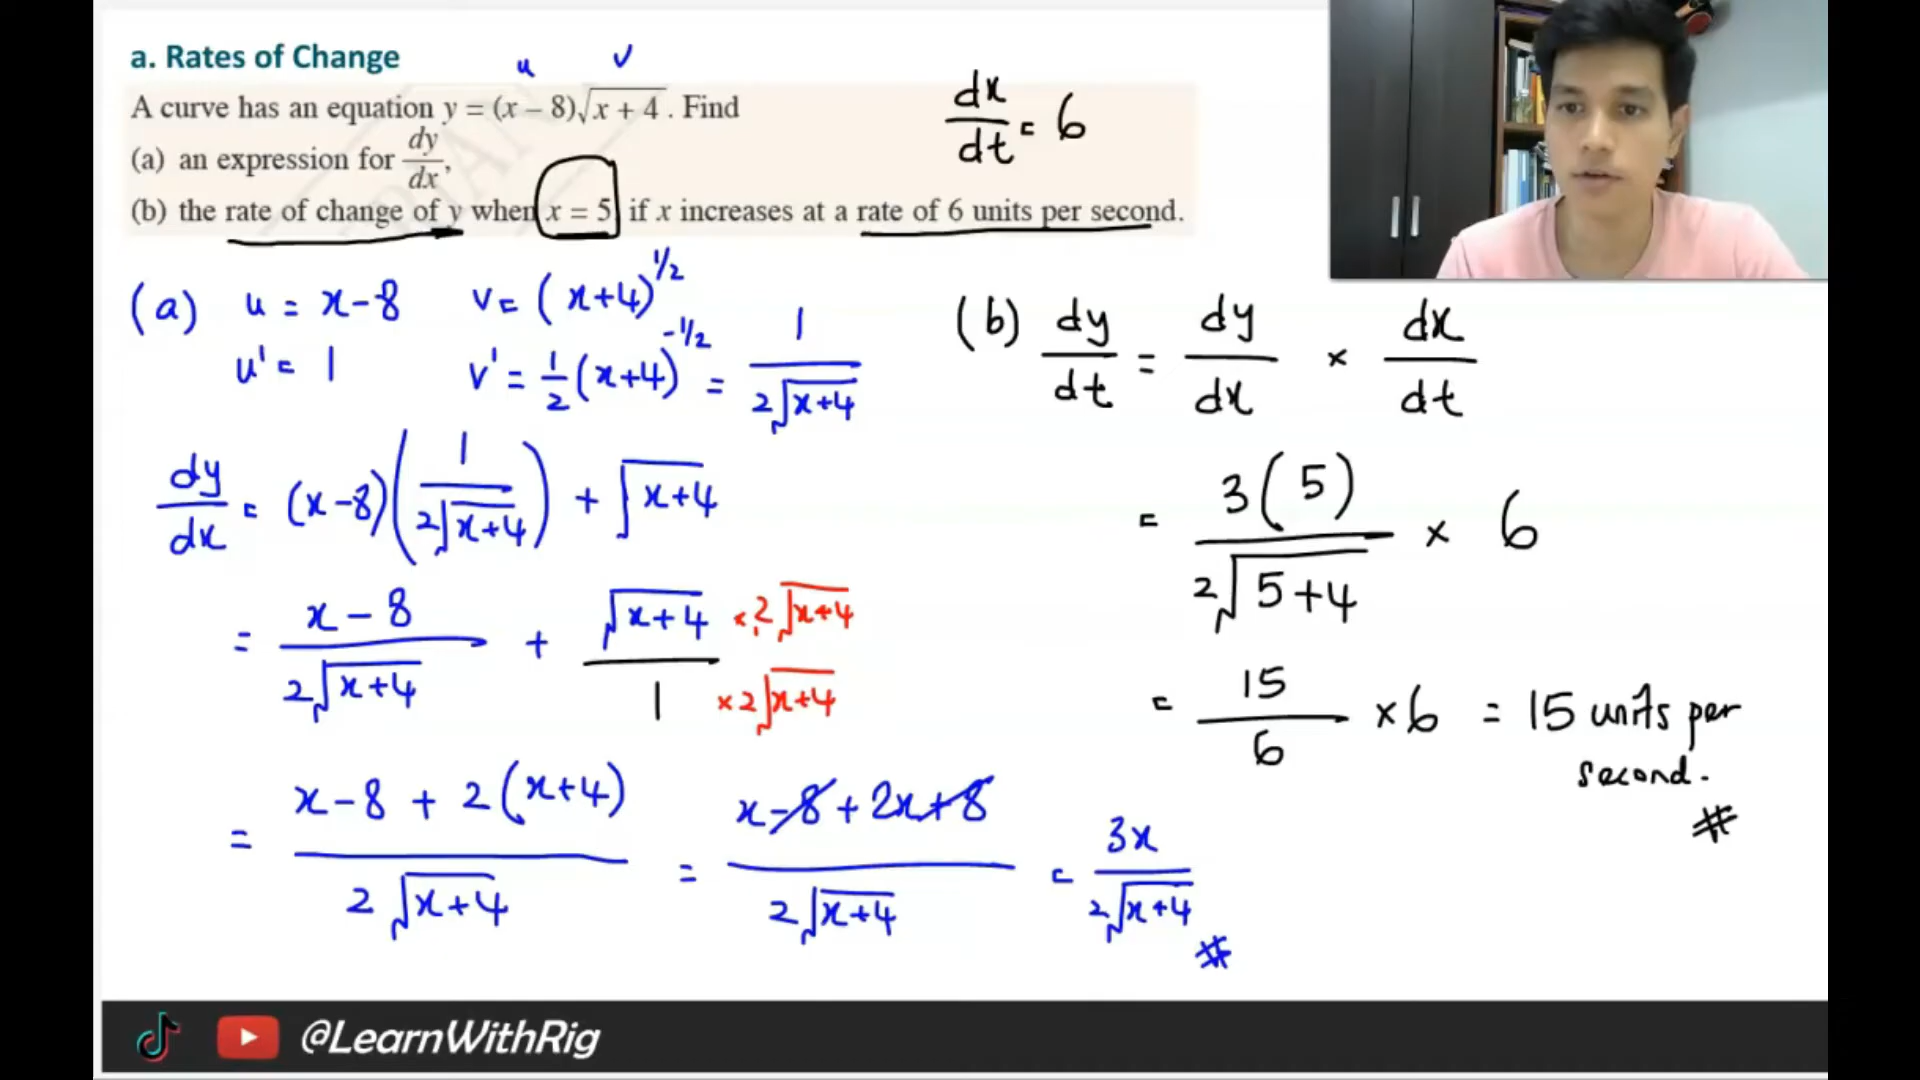 a. Rates of Change
u v
A curve has an equation y = (x – 8)√(x + 4). Find
(a) an expression for dy/dx,
(b) the rate of change of y when x = 5 if x increases at a rate of 6 units per second.
dx/dt = 6
(a) u = x-8 v = (x+4)^1/2
u' = 1 v' = 1/2 (x+4)^-1/2 = 1/(2√(x+4))
dy/dx = (x-8)(1/(2√(x+4))) + √(x+4)
= (x-8)/(2√(x+4)) + √(x+4)/1 ×2√(x+4) ×2√(x+4)
= (x-8+2(x+4))/(2√(x+4)) = (x-8+2x+8)/(2√(x+4)) = 3x/(2√(x+4)) #
(b) dy/dt = dy/dx × dx/dt
= 3(5)/(2√(5+4)) × 6
= 15/6 ×6 = 15 units per
second.
#
@LearnWithRig